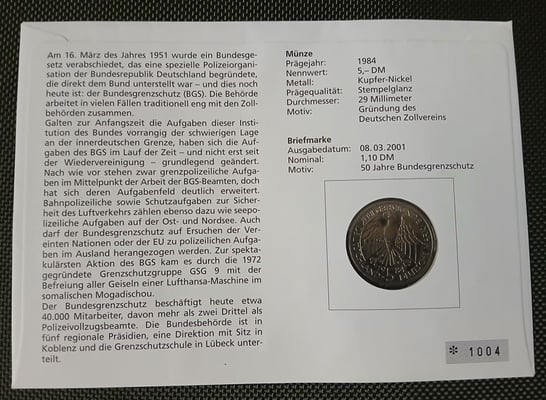 Am 16. März des Jahres 1951 wurde ein Bundesge-
setz verabschiedet, das eine spezielle Polizeiorgani-
sation der Bundesrepublik Deutschland begründete,
die direkt dem Bund unterstellt war – und dies noch
heute ist: der Bundesgrenzschutz (BGS). Die Behörde
arbeitet in vielen Fällen traditionell eng mit den Zoll-
behörden zusammen.
Galten zur Anfangszeit die Aufgaben dieser Insti-
tution des Bundes vorrangig der schwierigen Lage
an der innerdeutschen Grenze, haben sich die Auf-
gaben des BGS im Lauf der Zeit – und nicht erst seit
der Wiedervereinigung – grundlegend geändert.
Nach wie vor stehen zwar grenzpolizeiliche Aufga-
ben im Mittelpunkt der Arbeit der BGS-Beamten, doch
hat sich deren Aufgabenfeld deutlich erweitert.
Bahnpolizeiliche sowie Schutzaufgaben zur Sicher-
heit des Luftverkehrs zählen ebenso dazu wie seepo-
lizeiliche Aufgaben auf der Ost- und Nordsee. Auch
darf der Bundesgrenzschutz auf Ersuchen der Ver-
einten Nationen oder der EU zu polizeilichen Aufga-
ben im Ausland herangezogen werden. Zur spekta-
kulärsten Aktion des BGS kam es durch die 1972
gegründete Grenzschutzgruppe GSG 9 mit der
Befreiung aller Geiseln einer Lufthansa-Maschine im
somalischen Mogadischou.
Der Bundesgrenzschutz beschäftigt heute etwa
40.000 Mitarbeiter, davon mehr als zwei Drittel als
Polizeivollzugsbeamte. Die Bundesbehörde ist in
fünf regionale Präsidien, eine Direktion mit Sitz in
Koblenz und die Grenzschutzschule in Lübeck unter-
teilt.
Münze
Prägejahr: 1984
Nennwert: 5,– DM
Metall: Kupfer-Nickel
Prägequalität: Stempelglanz
Durchmesser: 29 Millimeter
Motiv: Gründung des
Deutschen Zollvereins
Briefmarke
Ausgabedatum: 08.03.2001
Nominal: 1,10 DM
Motiv: 50 Jahre Bundesgrenzschutz
* 1004